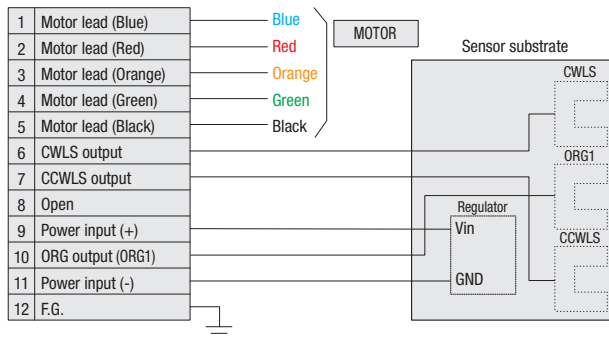 1 Motor lead (Blue) Blue
2 Motor lead (Red) Red
3 Motor lead (Orange) Orange
4 Motor lead (Green) Green
5 Motor lead (Black) Black
6 CWLS output
7 CCWLS output
8 Open
9 Power input (+)
10 ORG output (ORG1)
11 Power input (-)
12 F.G.
MOTOR
Sensor substrate
CWLS
ORG1
CCWLS
Regulator
Vin
GND